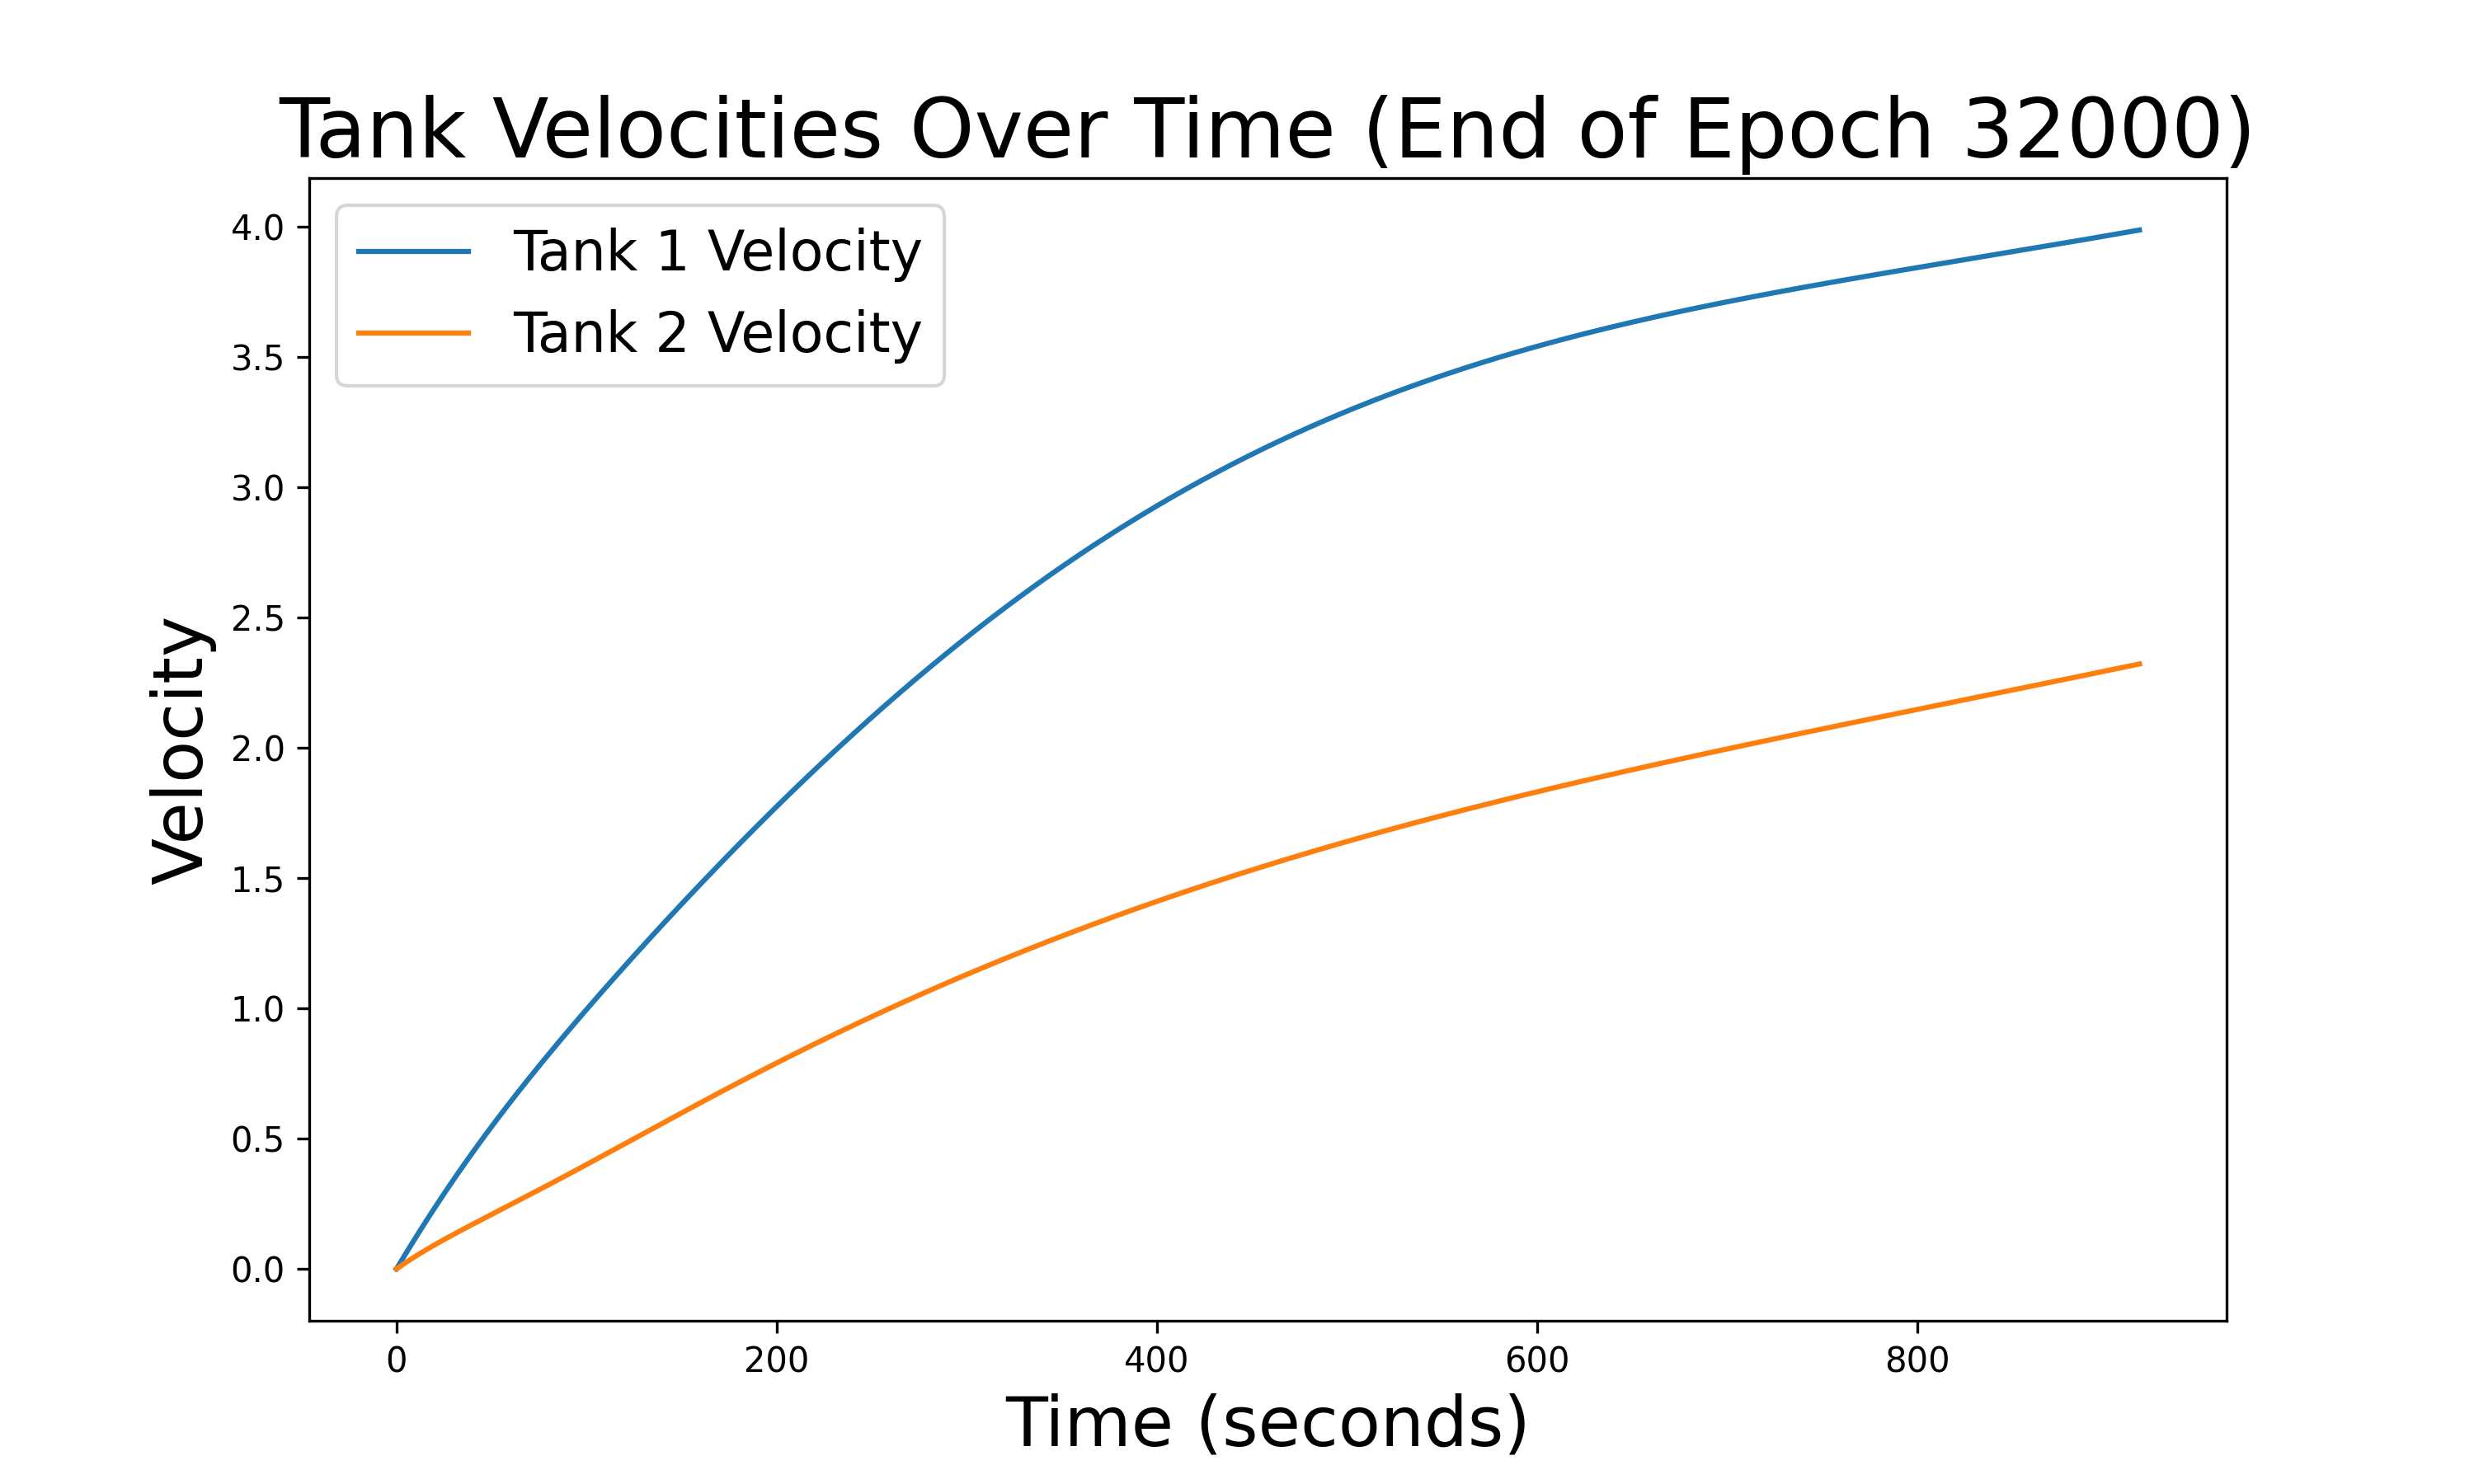 Tank Velocities Over Time (End of Epoch 32000)
Tank 1 Velocity
Tank 2 Velocity
Velocity
4.0
3.5
3.0
2.5
2.0
1.5
1.0
0.5
0.0
0 200 400 600 800
Time (seconds)